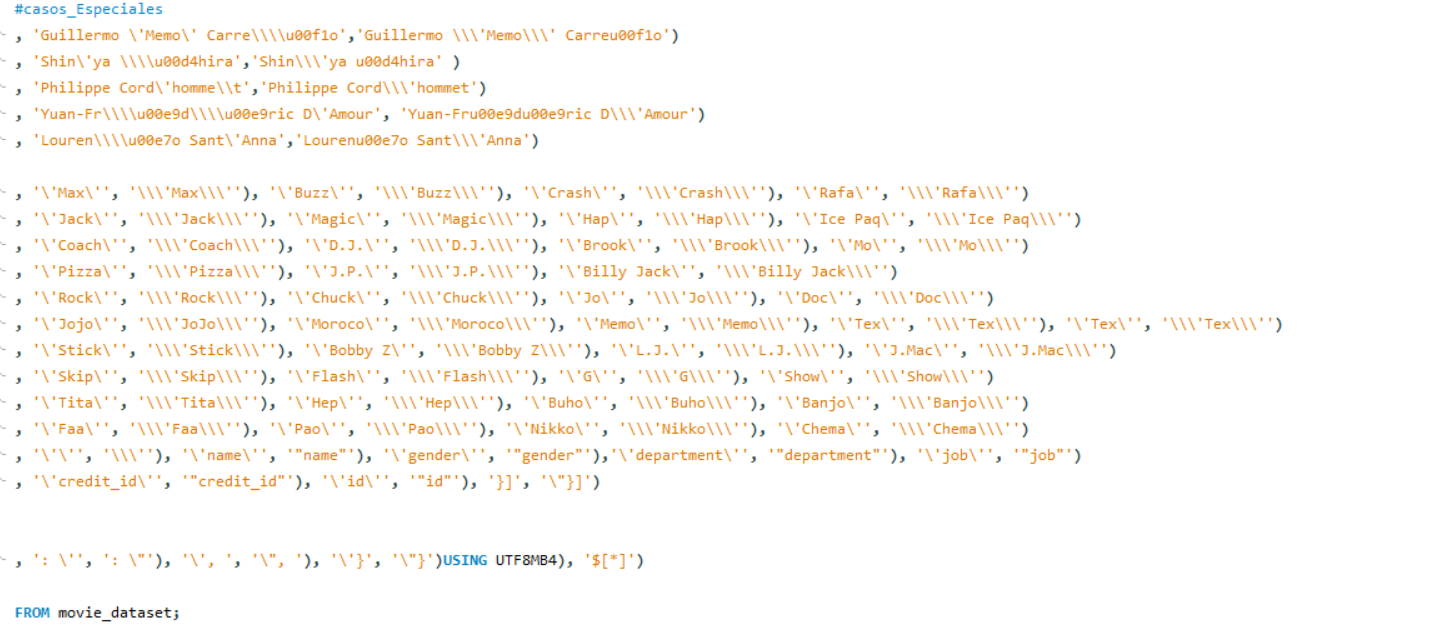 #casos_Especiales
, 'Guillermo \'Memo\' Carre\\\\u00f1o','Guillermo \\\'Memo\\\' Carreu00f1o')
, 'Shin\'ya \\\\u00d4hira','Shin\\\'ya u00d4hira' )
, 'Philippe Cord\'homme\\t','Philippe Cord\\\'hommet')
, 'Yuan-Fr\\\\u00e9d\\\\u00e9ric D\'Amour', 'Yuan-Fru00e9du00e9ric D\\\'Amour')
, 'Louren\\\\u00e7o Sant\'Anna','Lourenu00e7o Sant\\\'Anna')
, '\'Max\'', '\\\'Max\\\''), '\'Buzz\'', '\\\'Buzz\\\''), '\'Crash\'', '\\\'Crash\\\''), '\'Rafa\'', '\\\'Rafa\\\'')
, '\'Jack\'', '\\\'Jack\\\''), '\'Magic\'', '\\\'Magic\\\''), '\'Hap\'', '\\\'Hap\\\''), '\'Ice Paq\'', '\\\'Ice Paq\\\'')
, '\'Coach\'', '\\\'Coach\\\''), '\'D.J.\'', '\\\'D.J.\\\''), '\'Brook\'', '\\\'Brook\\\''), '\'Mo\'', '\\\'Mo\\\'')
, '\'Pizza\'', '\\\'Pizza\\\''), '\'J.P.\'', '\\\'J.P.\\\''), '\'Billy Jack\'', '\\\'Billy Jack\\\'')
, '\'Rock\'', '\\\'Rock\\\''), '\'Chuck\'', '\\\'Chuck\\\''), '\'Jo\'', '\\\'Jo\\\''), '\'Doc\'', '\\\'Doc\\\'')
, '\'Jojo\'', '\\\'JoJo\\\''), '\'Moroco\'', '\\\'Moroco\\\''), '\'Memo\'', '\\\'Memo\\\''), '\'Tex\'', '\\\'Tex\\\''), '\'Tex\'', '\\\'Tex\\\'')
, '\'Stick\'', '\\\'Stick\\\''), '\'Bobby Z\'', '\\\'Bobby Z\\\''), '\'L.J.\'', '\\\'L.J.\\\''), '\'J.Mac\'', '\\\'J.Mac\\\'')
, '\'Skip\'', '\\\'Skip\\\''), '\'Flash\'', '\\\'Flash\\\''), '\'G\'', '\\\'G\\\''), '\'Show\'', '\\\'Show\\\'')
, '\'Tita\'', '\\\'Tita\\\''), '\'Hep\'', '\\\'Hep\\\''), '\'Buho\'', '\\\'Buho\\\''), '\'Banjo\'', '\\\'Banjo\\\'')
, '\'Faa\'', '\\\'Faa\\\''), '\'Pao\'', '\\\'Pao\\\''), '\'Nikko\'', '\\\'Nikko\\\''), '\'Chema\'', '\\\'Chema\\\'')
, '\'\'', '\\\''), '\'name\'', '"name"'), '\'gender\'', '"gender"'),'\'department\'', '"department"'), '\'job\'', '"job"')
, '\'credit_id\'', '"credit_id"'), '\'id\'', '"id"'), '}]', '\"}]')
, ': \'', ': \"'), '\', ', '\", '), '\'}', '\"}')USING UTF8MB4), '$[*]')
FROM movie_dataset;